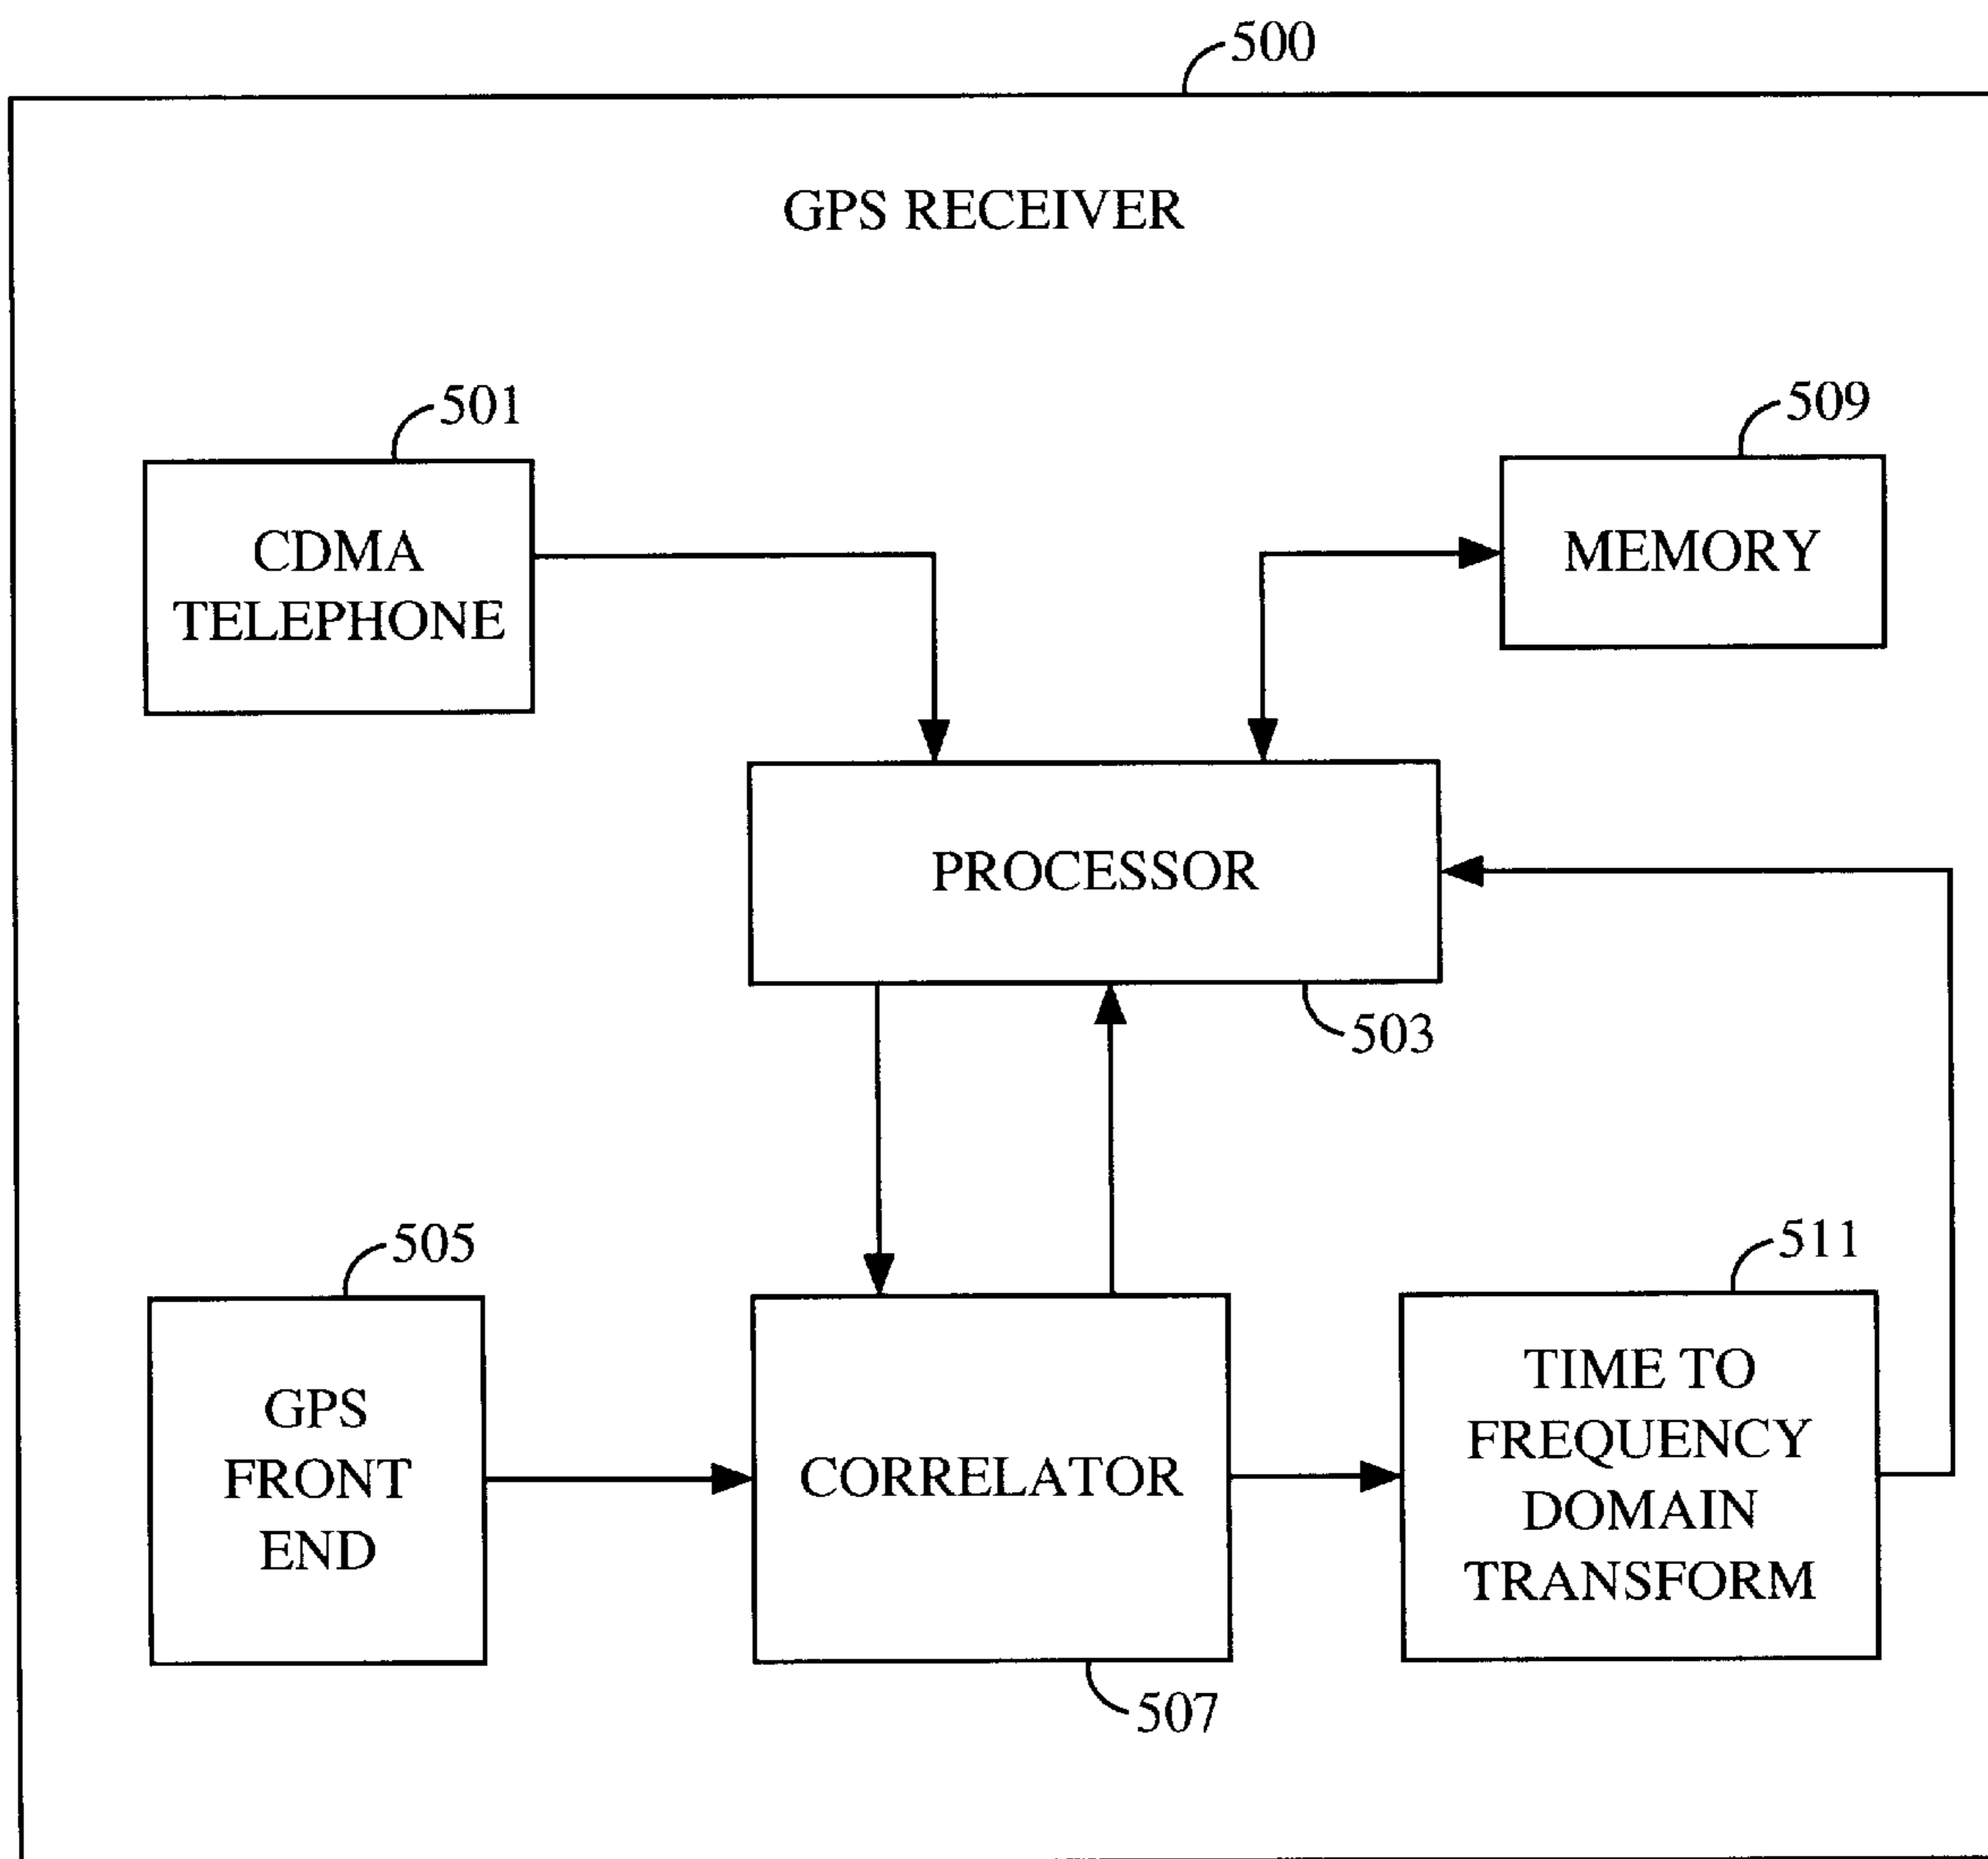 500
GPS RECEIVER
501
509
CDMA
TELEPHONE
MEMORY
PROCESSOR
503
505
511
GPS
FRONT
END
CORRELATOR
TIME TO
FREQUENCY
DOMAIN
TRANSFORM
507